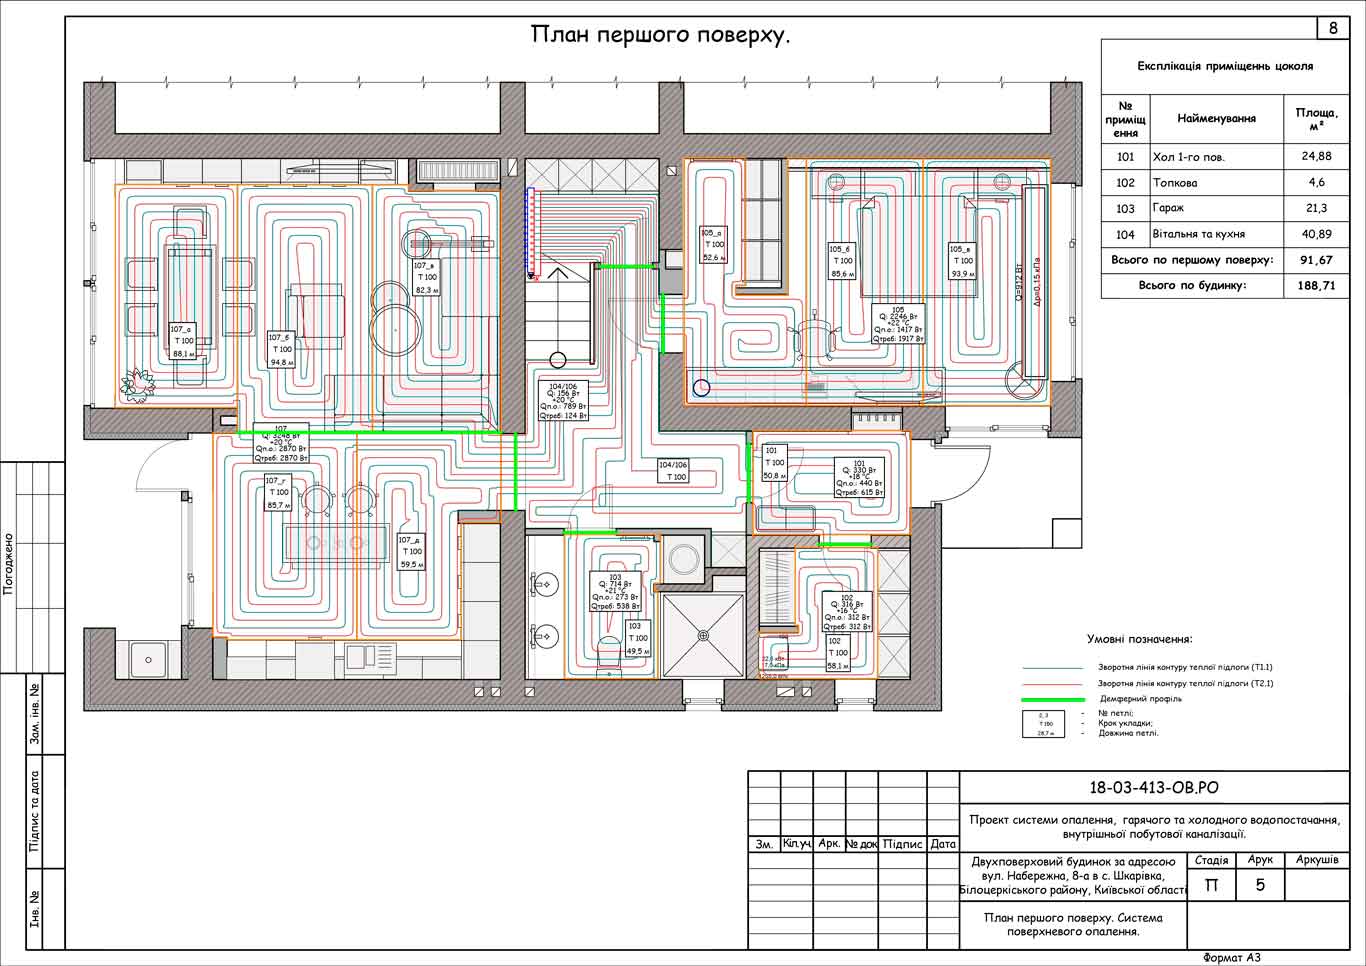 План першого поверху.
8
Експлікація приміщеннь цоколя
№
приміщ
ення
Найменування
Площа,
м²
101
Хол 1-го пов.
24,88
102
Топкова
4,6
103
Гараж
21,3
104
Вітальня та кухня
40,89
Всього по першому поверху:
91,67
Всього по будинку:
188,71
107_а
Т 100
88,1 м
107_б
Т 100
94,8 м
107_в
Т 100
82,3 м
107
Q: 3248 Вт
+20 °С
Qп.о.: 2870 Вт
Qтреб: 2870 Вт
107_г
Т 100
85,7 м
107_д
Т 100
59,5 м
104/106
Q: 156 Вт
+20 °С
Qп.о.: 789 Вт
Qтреб: 124 Вт
104/106
Т 100
105_а
Т 100
52,6 м
105_б
Т 100
85,6 м
105_в
Т 100
93,9 м
105
Q: 2246 Вт
+22 °С
Qп.о.: 1417 Вт
Qтреб: 1917 Вт
Q=912 Вт
Δp=0,15 кПа
101
Т 100
50,8 м
101
Q: 330 Вт
+18 °С
Qп.о.: 440 Вт
Qтреб: 615 Вт
103
Q: 714 Вт
+21 °С
Qп.о.: 273 Вт
Qтреб: 538 Вт
103
Т 100
49,5 м
102
Q: 316 Вт
+16 °С
Qп.о.: 312 Вт
Qтреб: 312 Вт
102
Т 100
58,1 м
Умовні позначення:
Зворотня лінія контуру теплої підлоги (Т1.1)
Зворотня лінія контуру теплої підлоги (Т2.1)
Демферний профіль
2_3
Т 150
28,7 м
- № петлі;
- Крок укладки;
- Довжина петлі.
Погоджено
Зам. інв. №
Підпис та дата
Інв. №
18-03-413-ОВ.РО
Проект системи опалення, гарячого та холодного водопостачання,
внутрішньої побутової каналізації.
Зм.
Кіл.уч.
Арк.
№ док
Підпис
Дата
Двухповерховий будинок за адресою
вул. Набережна, 8-а в с. Шкарівка,
Білоцеркіського району, Київської області
Стадія
Арук
Аркушів
П
5
План першого поверху. Система
поверхневого опалення.
Формат А3